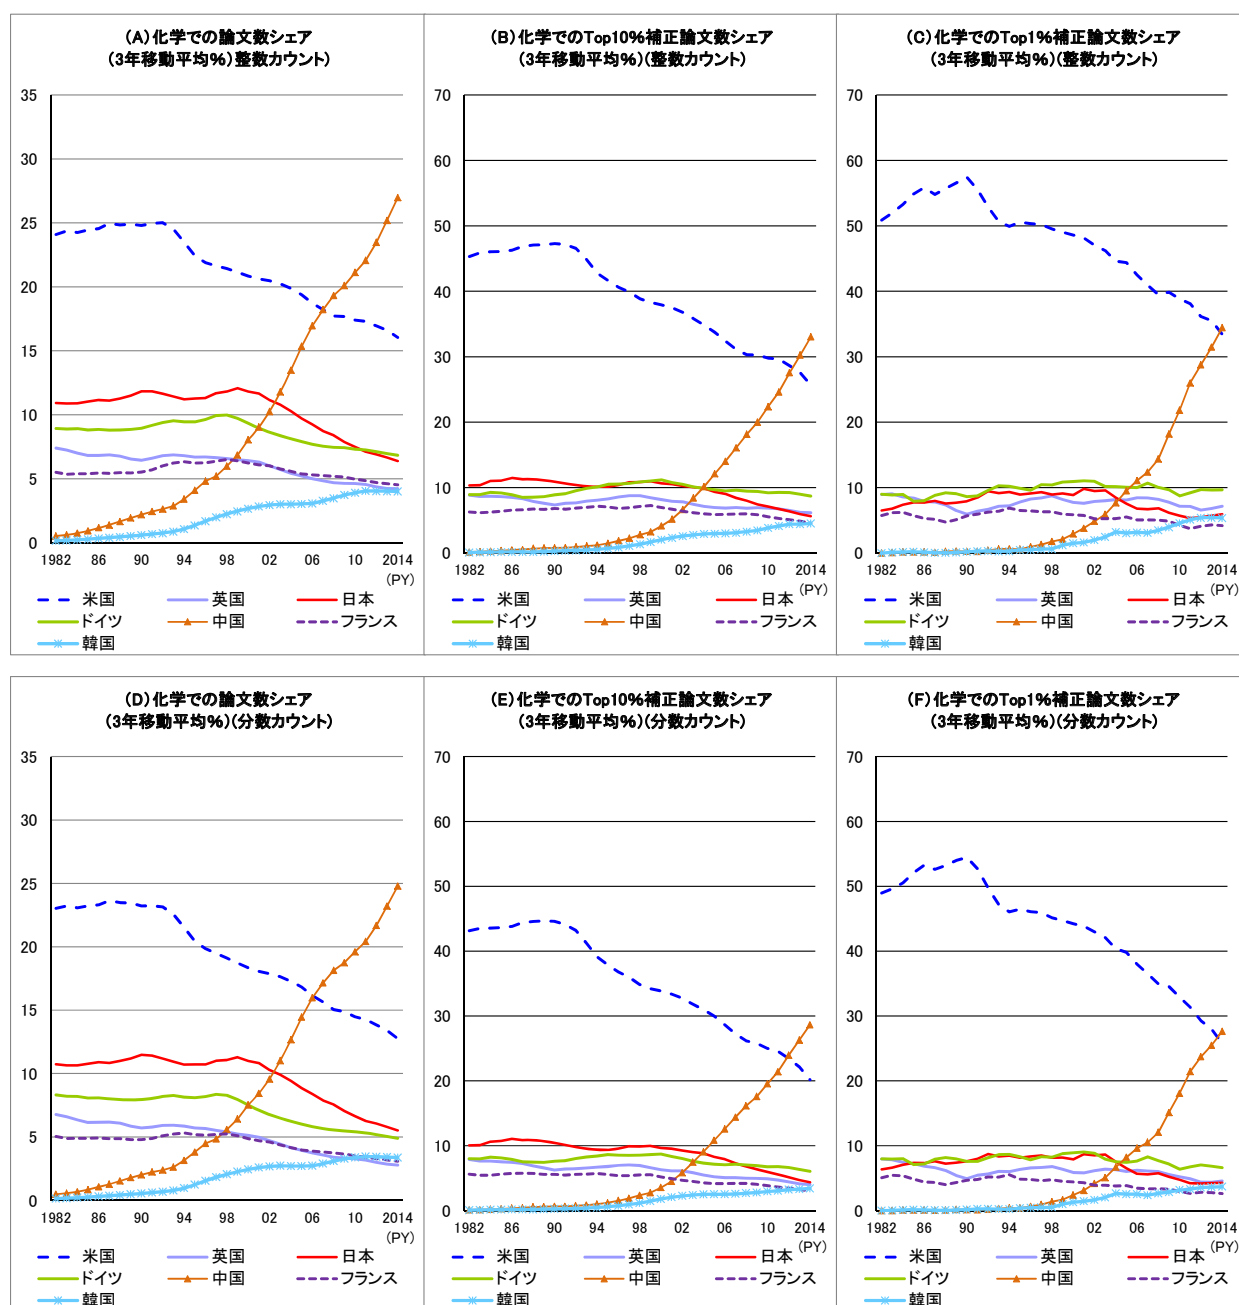 (A)化学での論文数シェア
(3年移動平均%)(整数カウント)
35
30
25
20
15
10
5
0
1982 86 90 94 98 02 06 10 2014
(PY)
米国 英国 日本
ドイツ 中国 フランス
韓国
(B)化学でのTop10%補正論文数シェア
(3年移動平均%)(整数カウント)
70
60
50
40
30
20
10
0
1982 86 90 94 98 02 06 10 2014
(PY)
米国 英国 日本
ドイツ 中国 フランス
韓国
(C)化学でのTop1%補正論文数シェア
(3年移動平均%)(整数カウント)
70
60
50
40
30
20
10
0
1982 86 90 94 98 02 06 10 2014
(PY)
米国 英国 日本
ドイツ 中国 フランス
韓国
(D)化学での論文数シェア
(3年移動平均%)(分数カウント)
35
30
25
20
15
10
5
0
1982 86 90 94 98 02 06 10 2014
(PY)
米国 英国 日本
ドイツ 中国 フランス
韓国
(E)化学でのTop10%補正論文数シェア
(3年移動平均%)(分数カウント)
70
60
50
40
30
20
10
0
1982 86 90 94 98 02 06 10 2014
(PY)
米国 英国 日本
ドイツ 中国 フランス
韓国
(F)化学でのTop1%補正論文数シェア
(3年移動平均%)(分数カウント)
70
60
50
40
30
20
10
0
1982 86 90 94 98 02 06 10 2014
(PY)
米国 英国 日本
ドイツ 中国 フランス
韓国